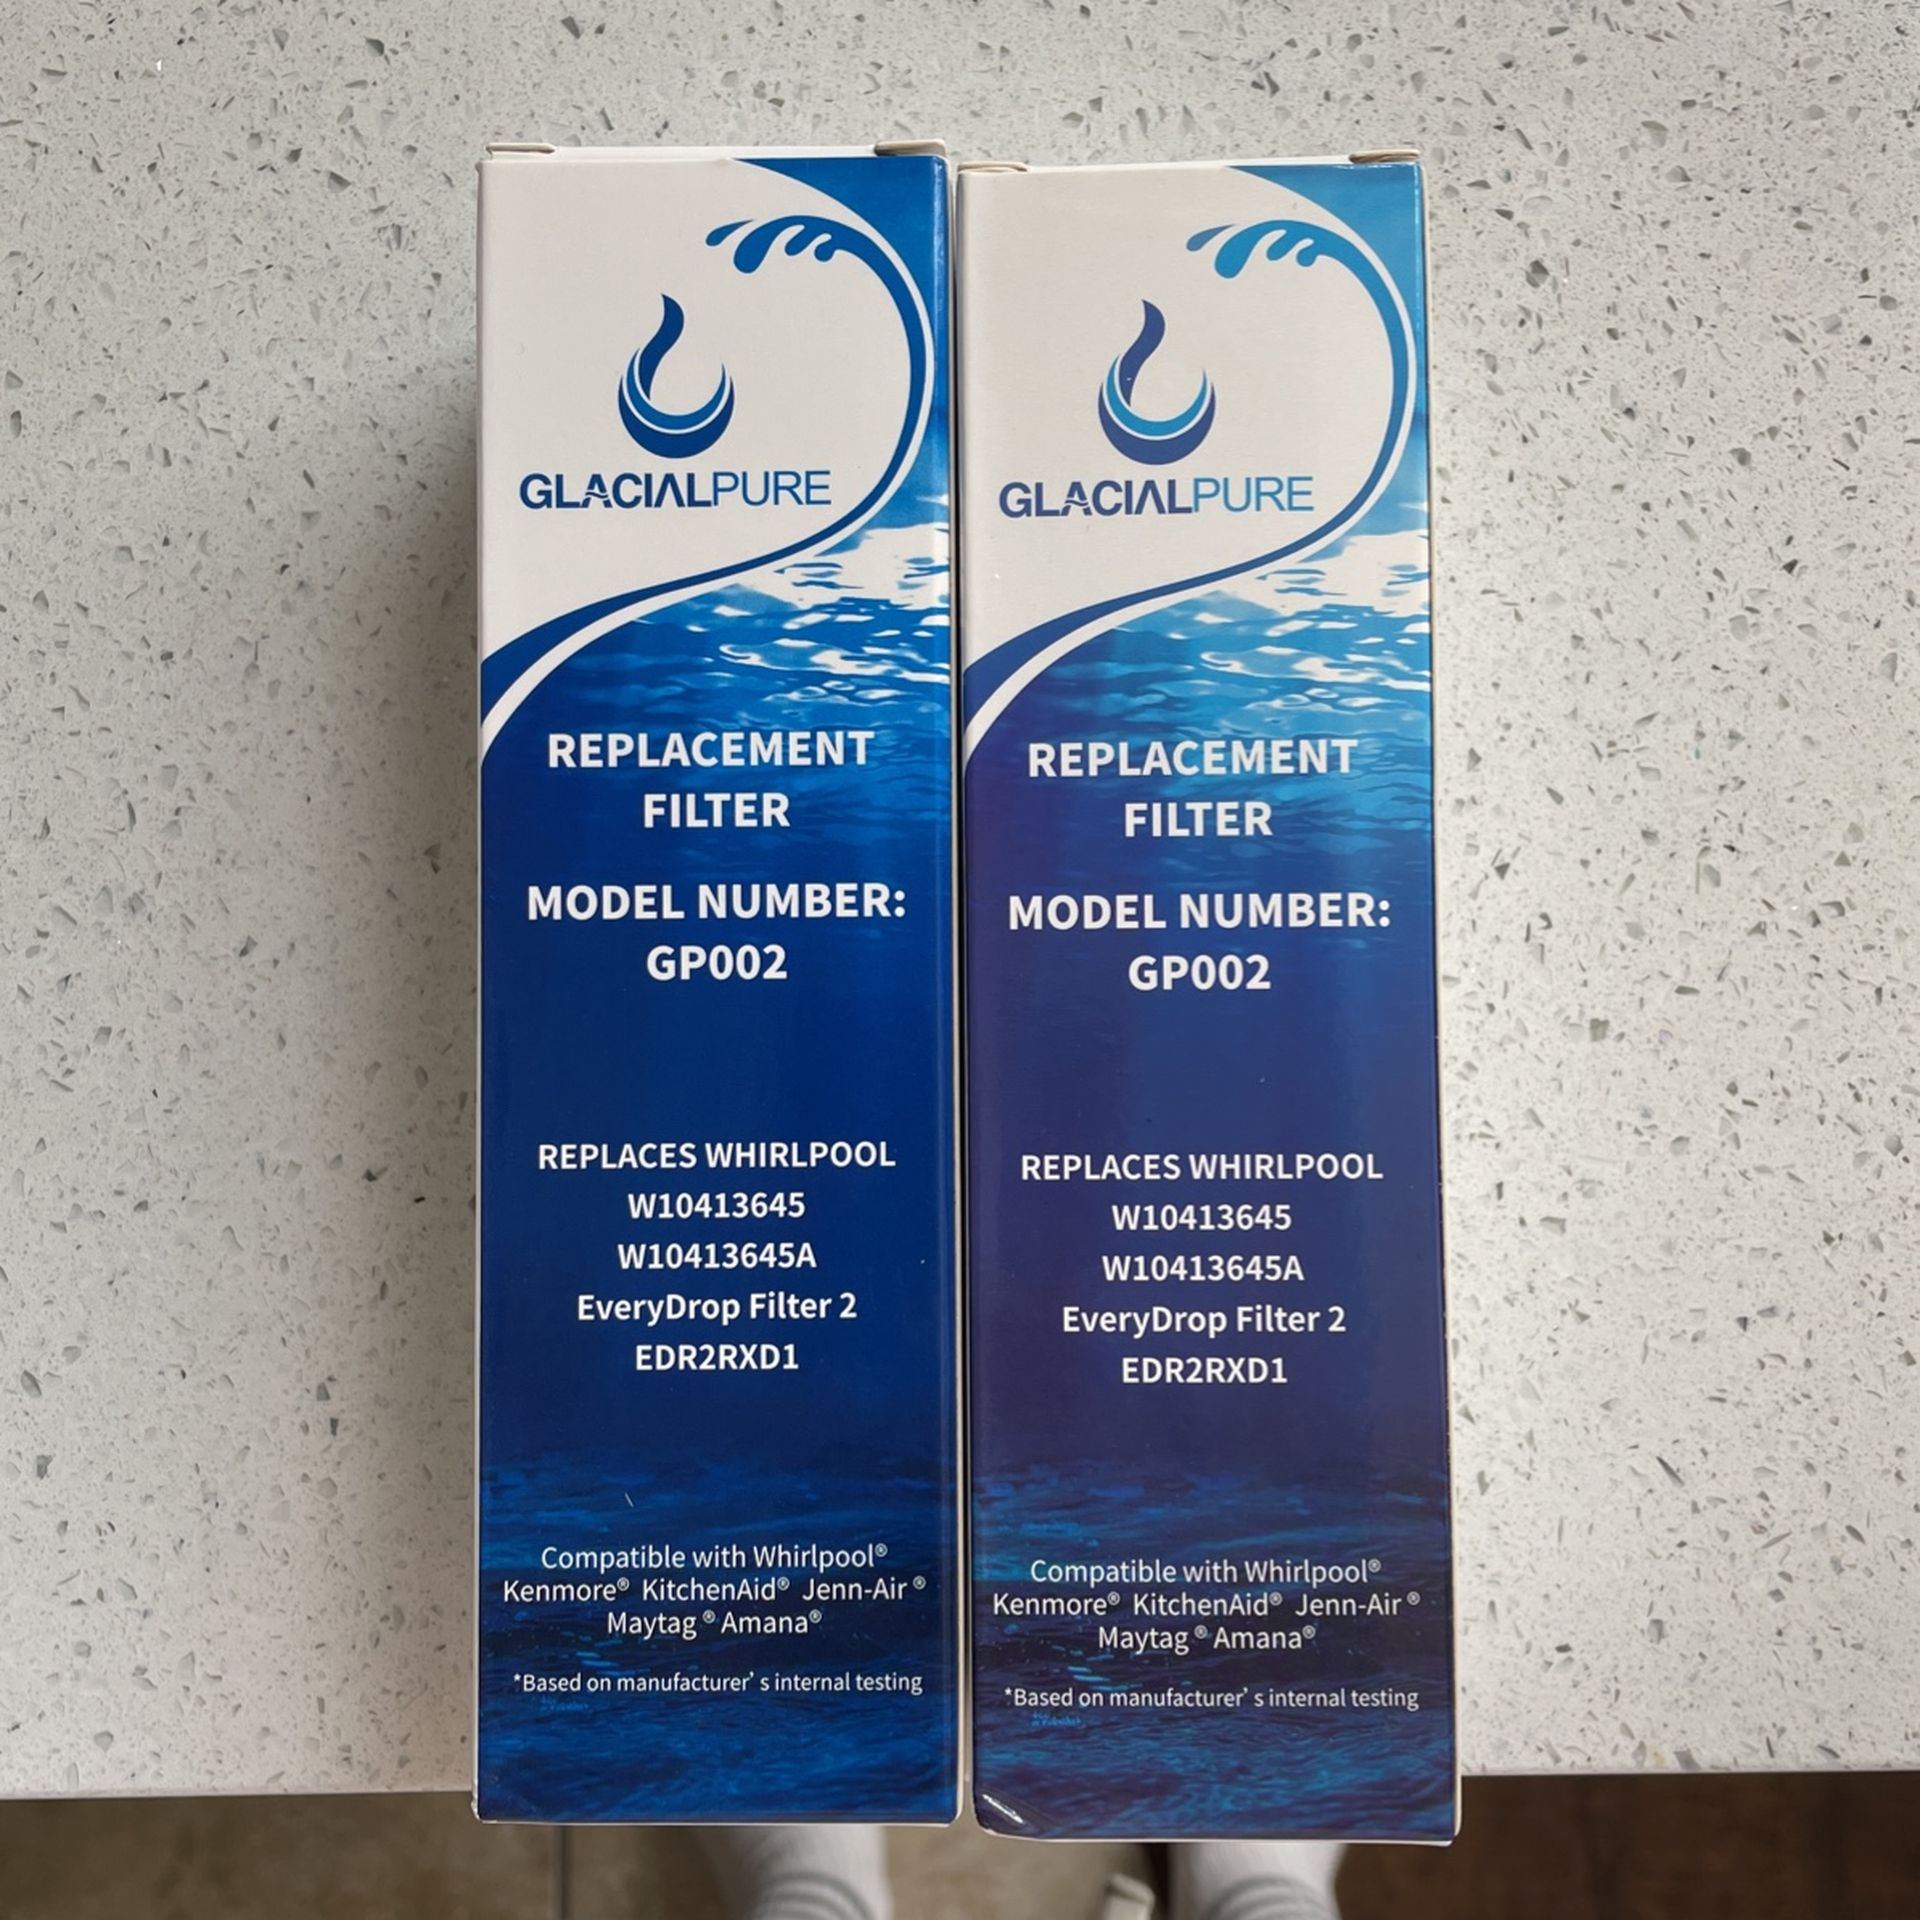 GLACIALPURE
REPLACEMENT
FILTER
MODEL NUMBER:
GP002
REPLACES WHIRLPOOL
W10413645
W10413645A
EveryDrop Filter 2
EDR2RXD1
Compatible with Whirlpool®
Kenmore® KitchenAid® Jenn-Air ®
Maytag ® Amana®
*Based on manufacturer’ s internal testing
GLACIALPURE
REPLACEMENT
FILTER
MODEL NUMBER:
GP002
REPLACES WHIRLPOOL
W10413645
W10413645A
EveryDrop Filter 2
EDR2RXD1
Compatible with Whirlpool®
Kenmore® KitchenAid® Jenn-Air ®
Maytag ® Amana®
*Based on manufacturer’ s internal testing